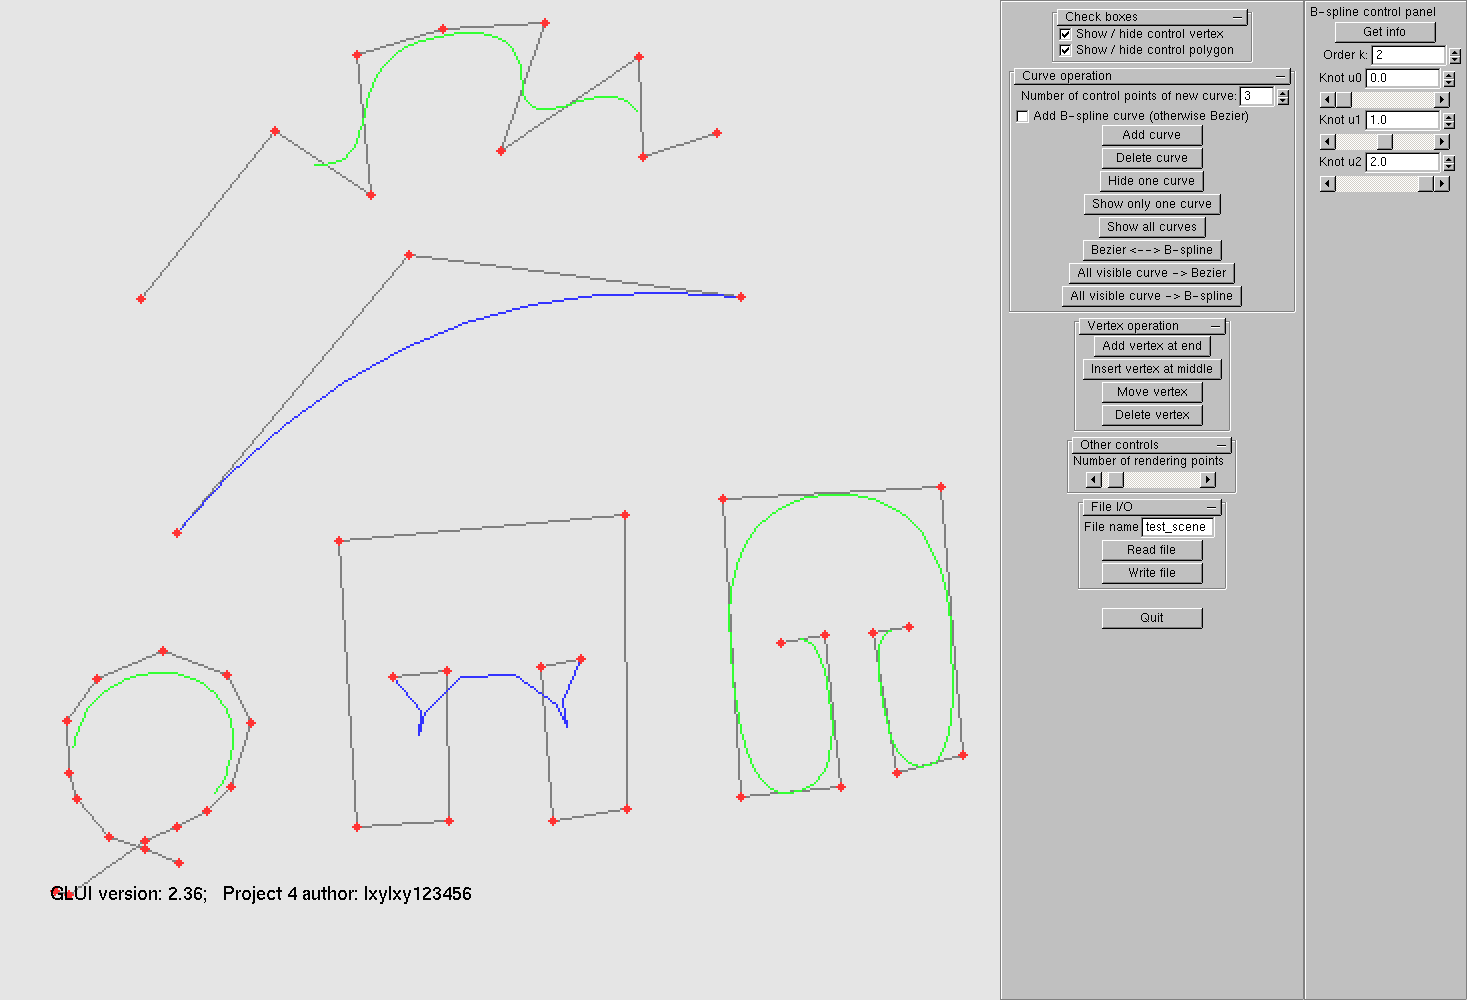 Check boxes
Show / hide control vertex
Show / hide control polygon
Curve operation
Number of control points of new curve: 3
Add B-spline curve (otherwise Bezier)
Add curve
Delete curve
Hide one curve
Show only one curve
Show all curves
Bezier <--> B-spline
All visible curve -> Bezier
All visible curve -> B-spline
Vertex operation
Add vertex at end
Insert vertex at middle
Move vertex
Delete vertex
Other controls
Number of rendering points
File I/O
File name test_scene
Read file
Write file
Quit
B-spline control panel
Get info
Order k: 2
Knot u0 0.0
Knot u1 1.0
Knot u2 2.0
GLUI version: 2.36; Project 4 author: lxylxy123456